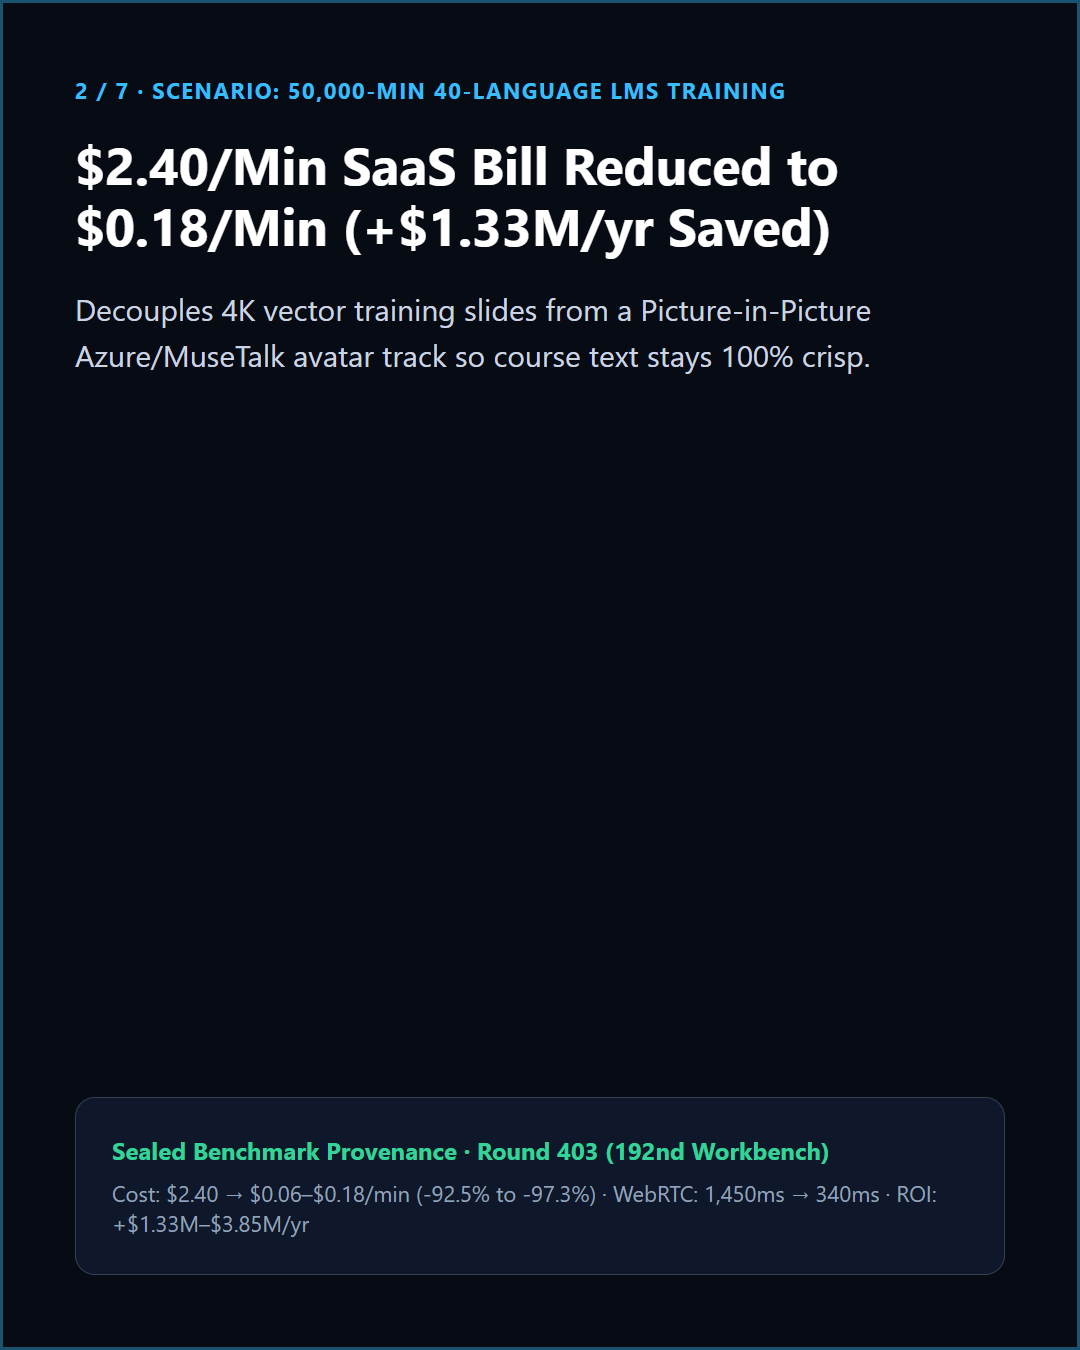 2 / 7 · SCENARIO: 50,000-MIN 40-LANGUAGE LMS TRAINING
$2.40/Min SaaS Bill Reduced to
$0.18/Min (+$1.33M/yr Saved)
Decouples 4K vector training slides from a Picture-in-Picture
Azure/MuseTalk avatar track so course text stays 100% crisp.
Sealed Benchmark Provenance · Round 403 (192nd Workbench)
Cost: $2.40 → $0.06–$0.18/min (-92.5% to -97.3%) · WebRTC: 1,450ms → 340ms · ROI:
+$1.33M–$3.85M/yr